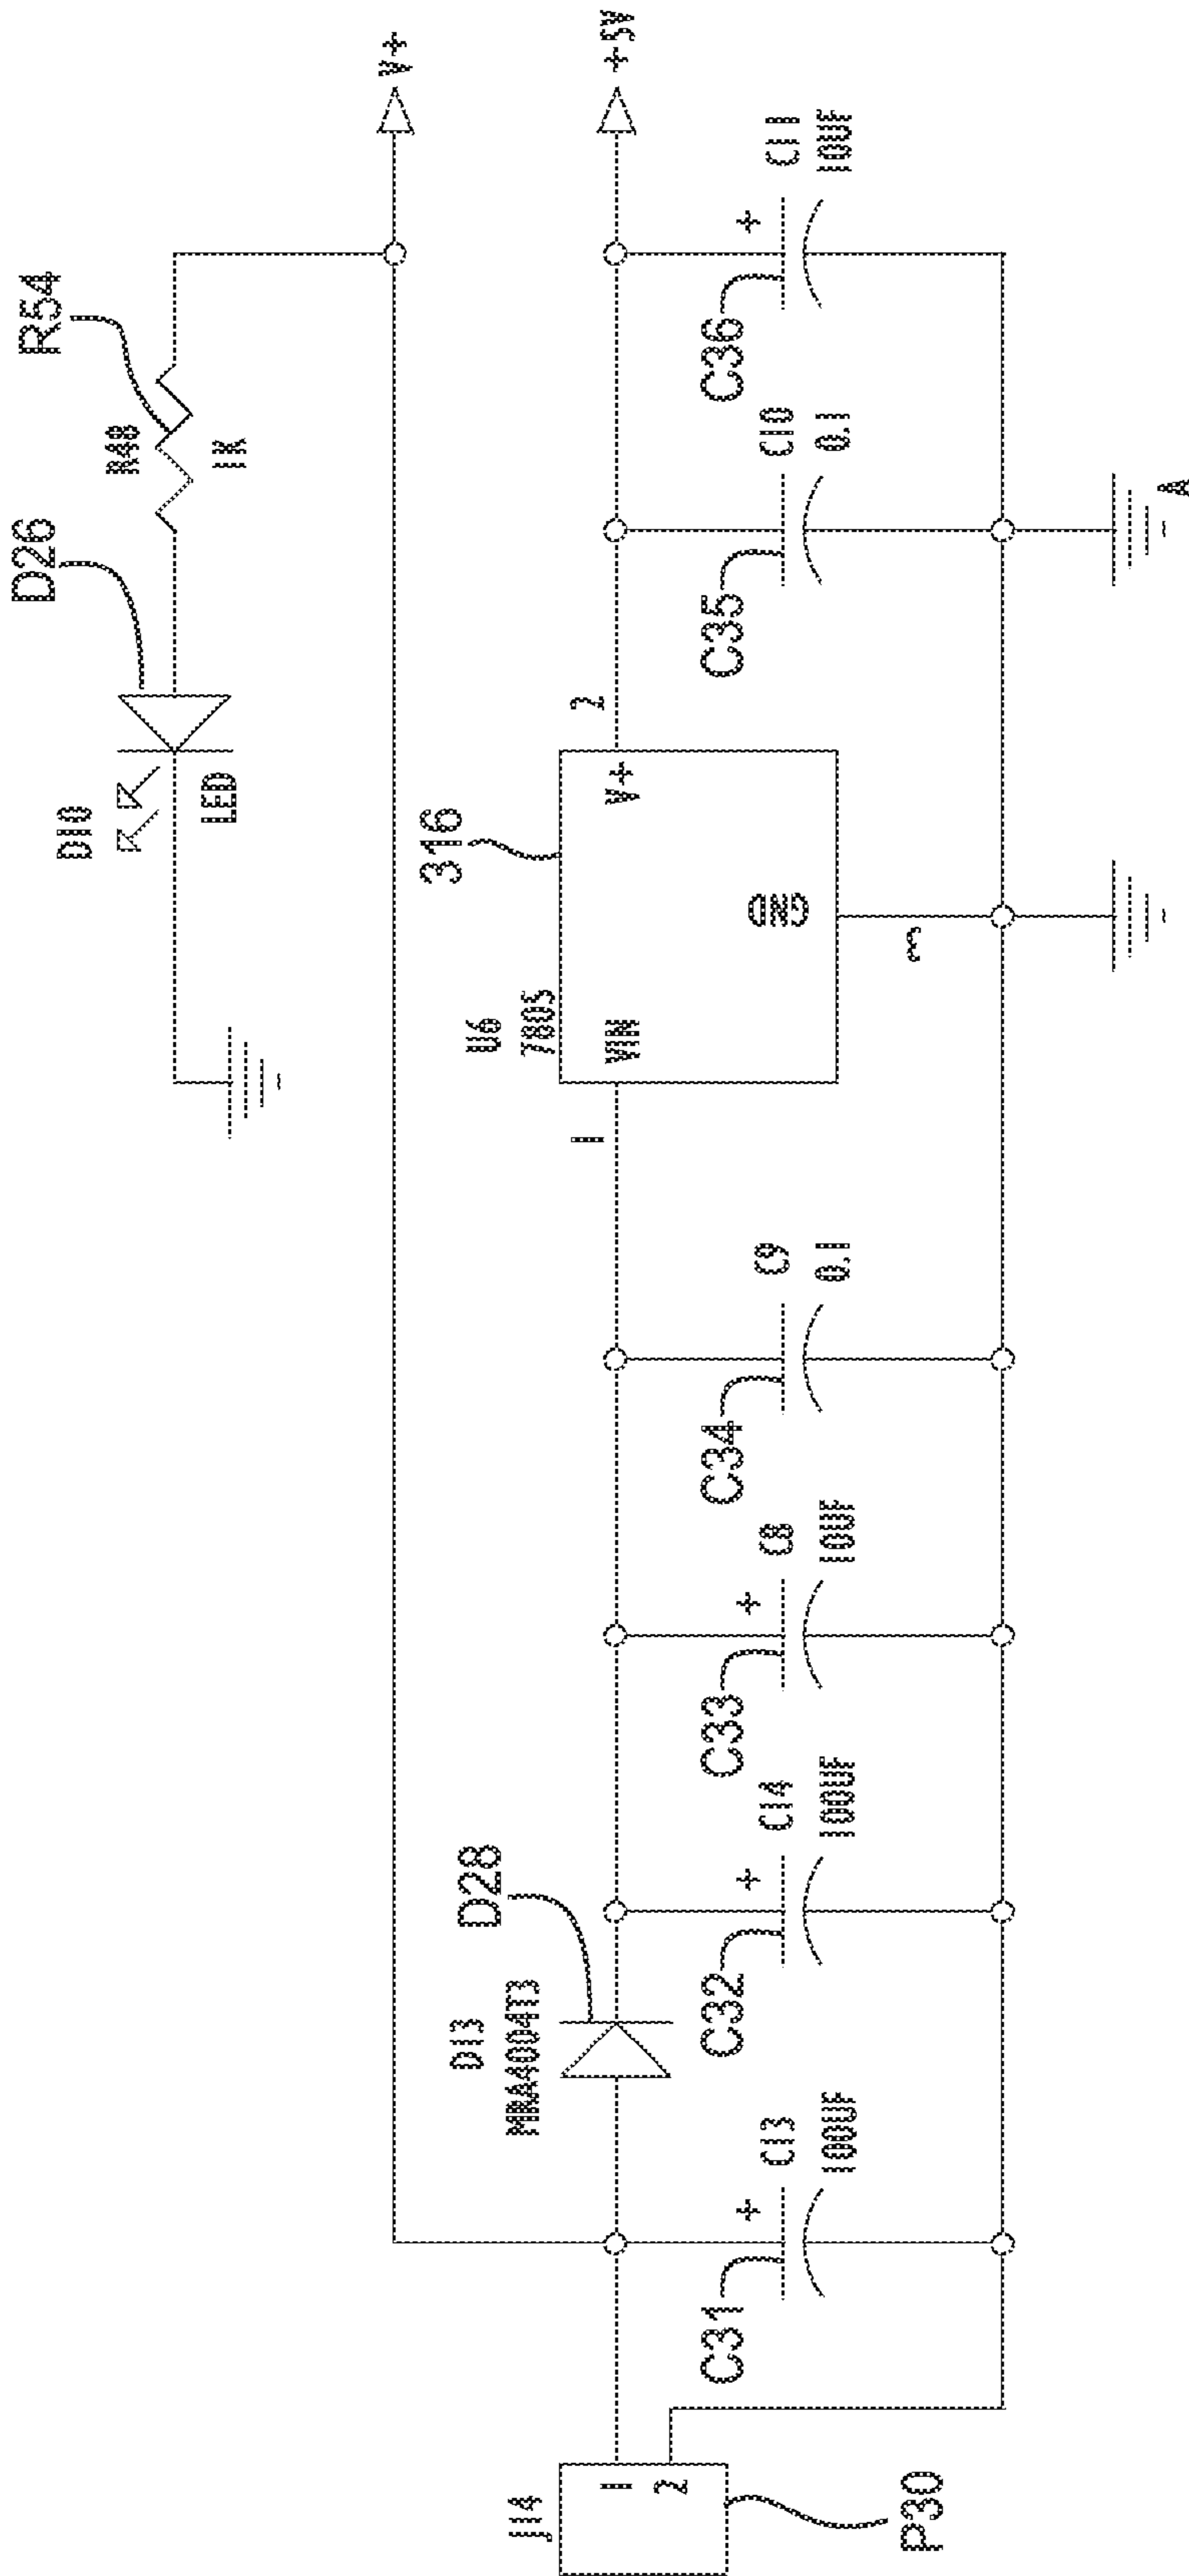 R54
R48
1K
D26
D10
LED
V+
+5V
316
U6
7805
VIN
V+
GND
1
2
3
D28
D13
MRA4004T3
J14
1
2
P30
C31
+
C13
100UF
C32
+
C14
100UF
C33
+
C8
10UF
C34
C9
0.1
C35
C10
0.1
C36
+
C11
10UF
A